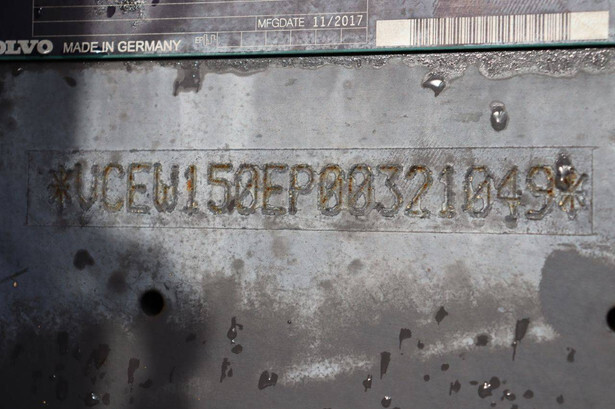 MFGDATE 11/2017
VOLVO MADE IN GERMANY
*VCEW150EP00321049*